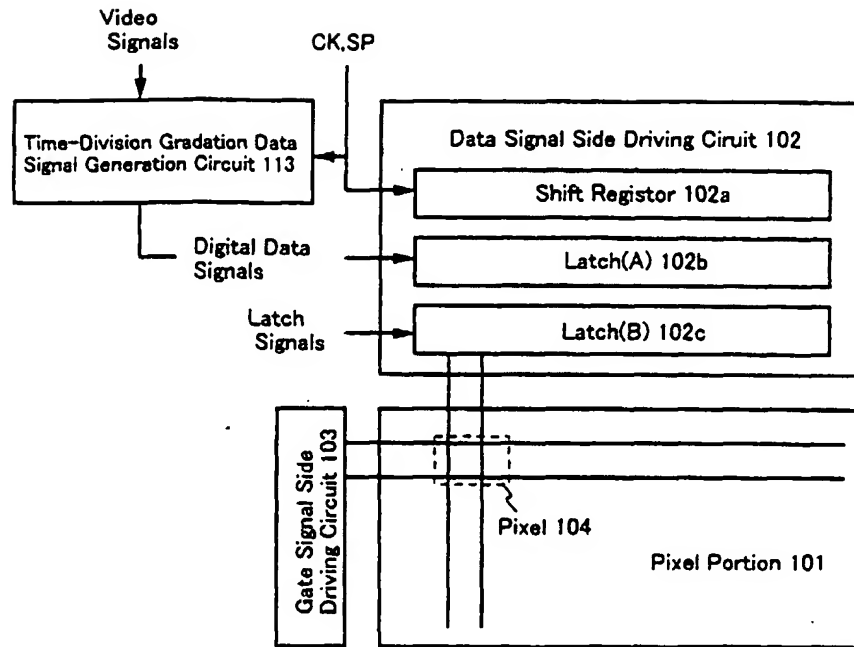 Video
Signals
CK,SP
Time-Division Gradation Data
Signal Generation Circuit 113
Data Signal Side Driving Ciruit 102
Shift Registor 102a
Digital Data
Signals
Latch(A) 102b
Latch
Signals
Latch(B) 102c
Gate Signal Side
Driving Circuit 103
Pixel 104
Pixel Portion 101